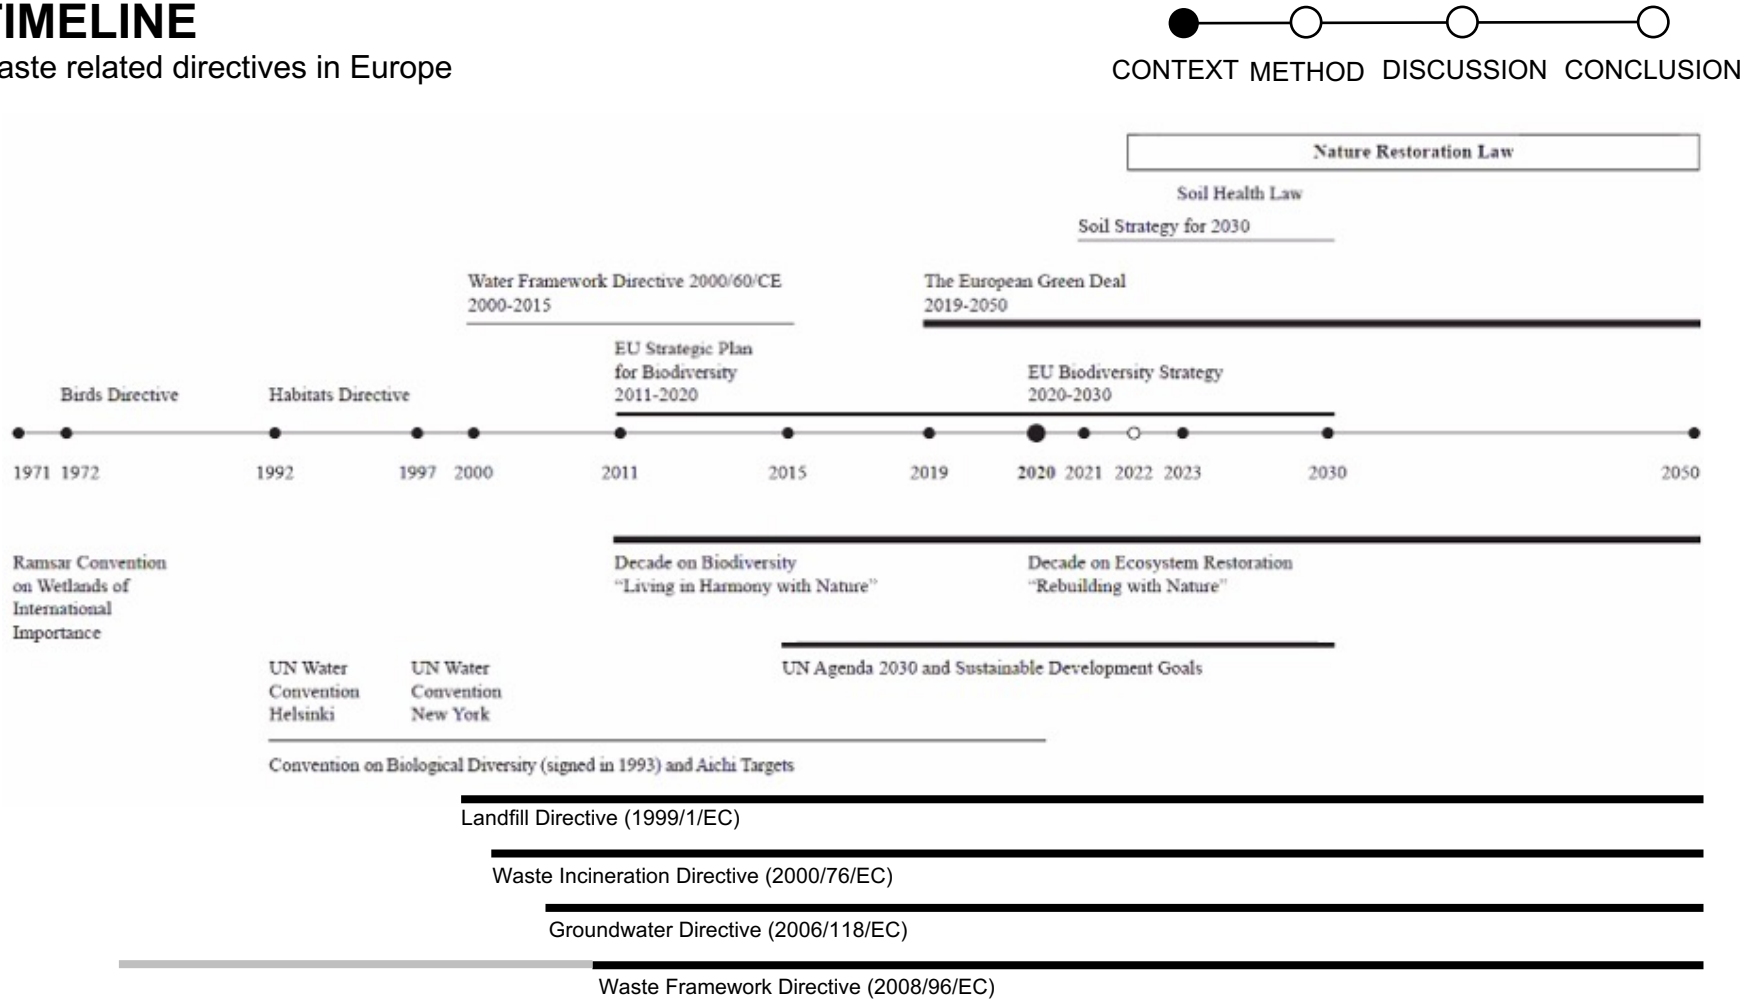 TIMELINE
aste related directives in Europe
CONTEXT METHOD DISCUSSION CONCLUSION
Nature Restoration Law
Soil Health Law
Soil Strategy for 2030
Water Framework Directive 2000/60/CE
2000-2015
The European Green Deal
2019-2050
EU Strategic Plan
for Biodiversity
2011-2020
EU Biodiversity Strategy
2020-2030
Birds Directive
Habitats Directive
1971 1972 1992 1997 2000 2011 2015 2019 2020 2021 2022 2023 2030 2050
Ramsar Convention
on Wetlands of
International
Importance
Decade on Biodiversity
“Living in Harmony with Nature”
Decade on Ecosystem Restoration
“Rebuilding with Nature”
UN Water
Convention
Helsinki
UN Water
Convention
New York
UN Agenda 2030 and Sustainable Development Goals
Convention on Biological Diversity (signed in 1993) and Aichi Targets
Landfill Directive (1999/1/EC)
Waste Incineration Directive (2000/76/EC)
Groundwater Directive (2006/118/EC)
Waste Framework Directive (2008/96/EC)